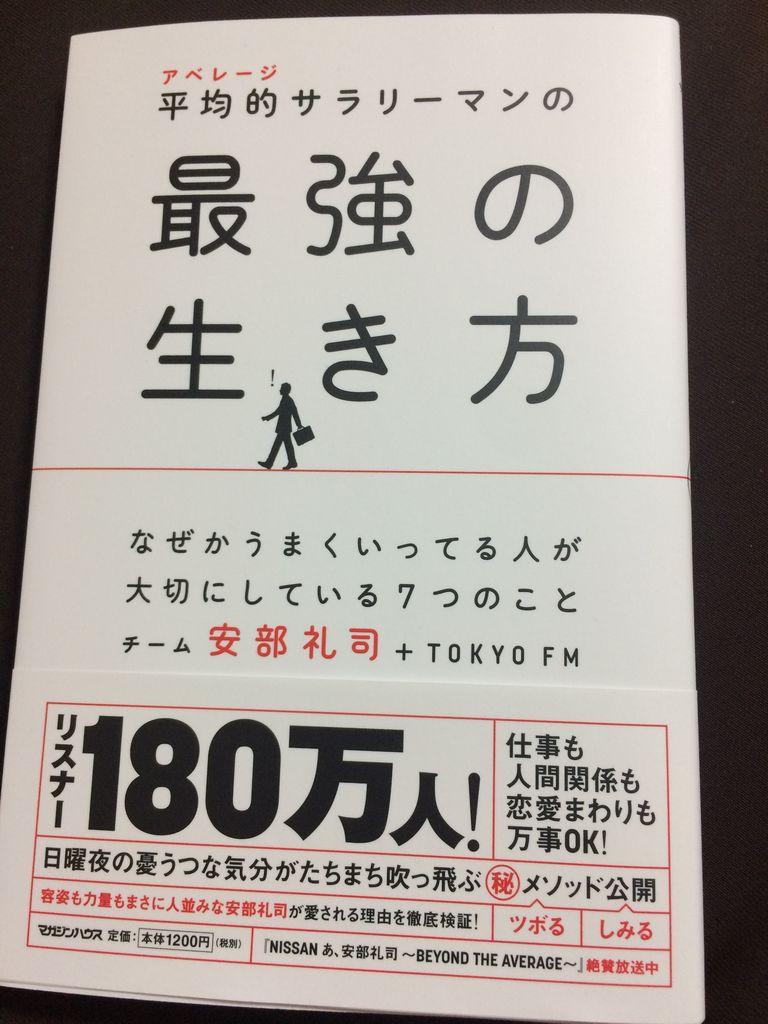 アベレージ
平均的サラリーマンの
最強の
生き方
!
なぜかうまくいってる人が
大切にしている7つのこと
チーム 安部礼司 + TOKYO FM
リスナー
180万人!
仕事も
人間関係も
恋愛まわりも
万事OK!
日曜夜の憂うつな気分がたちまち吹っ飛ぶ㊙メソッド公開
容姿も力量もまさに人並みな安部礼司が愛される理由を徹底検証!
ツボる
しみる
マガジンハウス 定価:本体1200円(税別)
『NISSAN あ、安部礼司 〜BEYOND THE AVERAGE〜』絶賛放送中